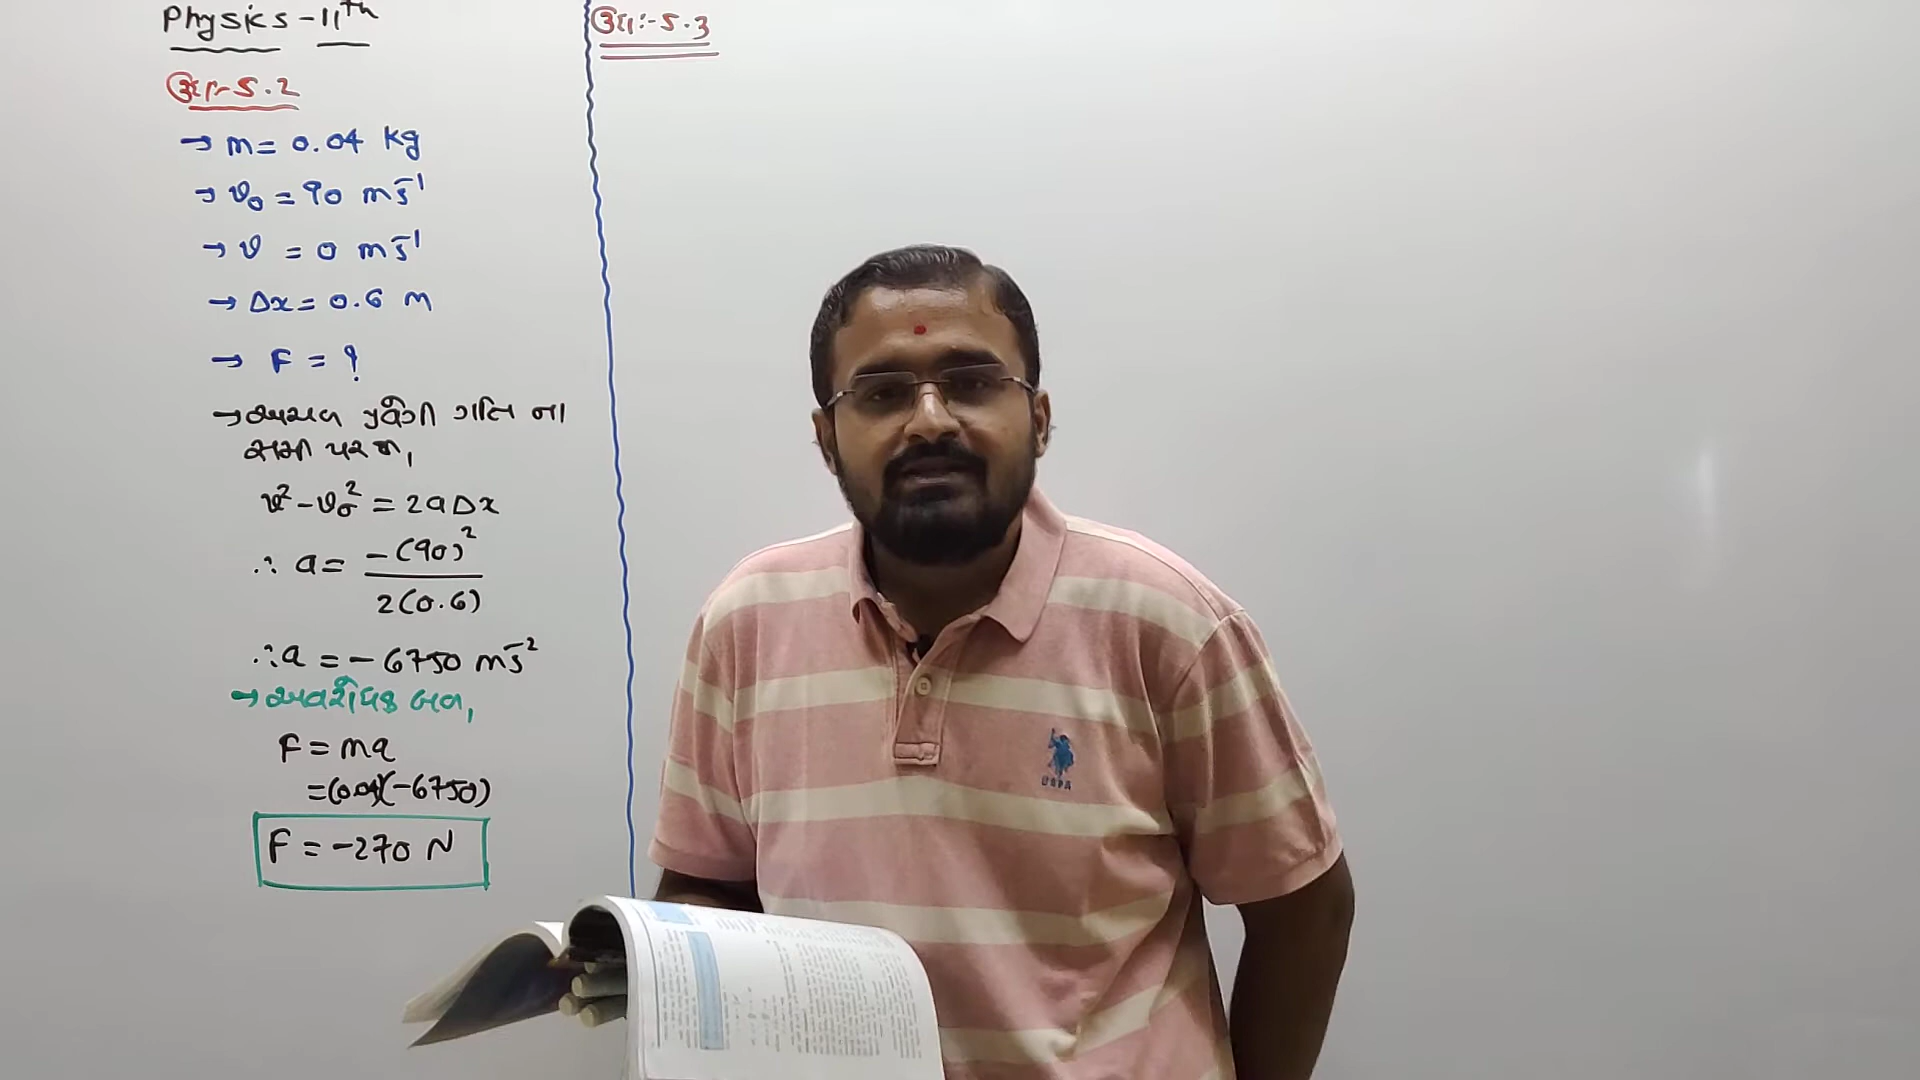 Physics - 11th
ઉદા:- 5.2
→ m = 0.04 kg
→ v₀ = 90 ms⁻¹
→ v = 0 ms⁻¹
→ Δx = 0.6 m
→ F = ?
→ અચળ પ્રવેગી ગતિ ના
સમી પરથી,
v² - v₀² = 2aΔx
∴ a = -(90)² / 2(0.6)
∴ a = - 6750 ms⁻²
→ અવરોધક બળ,
F = ma
= (0.04)(-6750)
F = -270 N
ઉદા:- 5.3
USPA